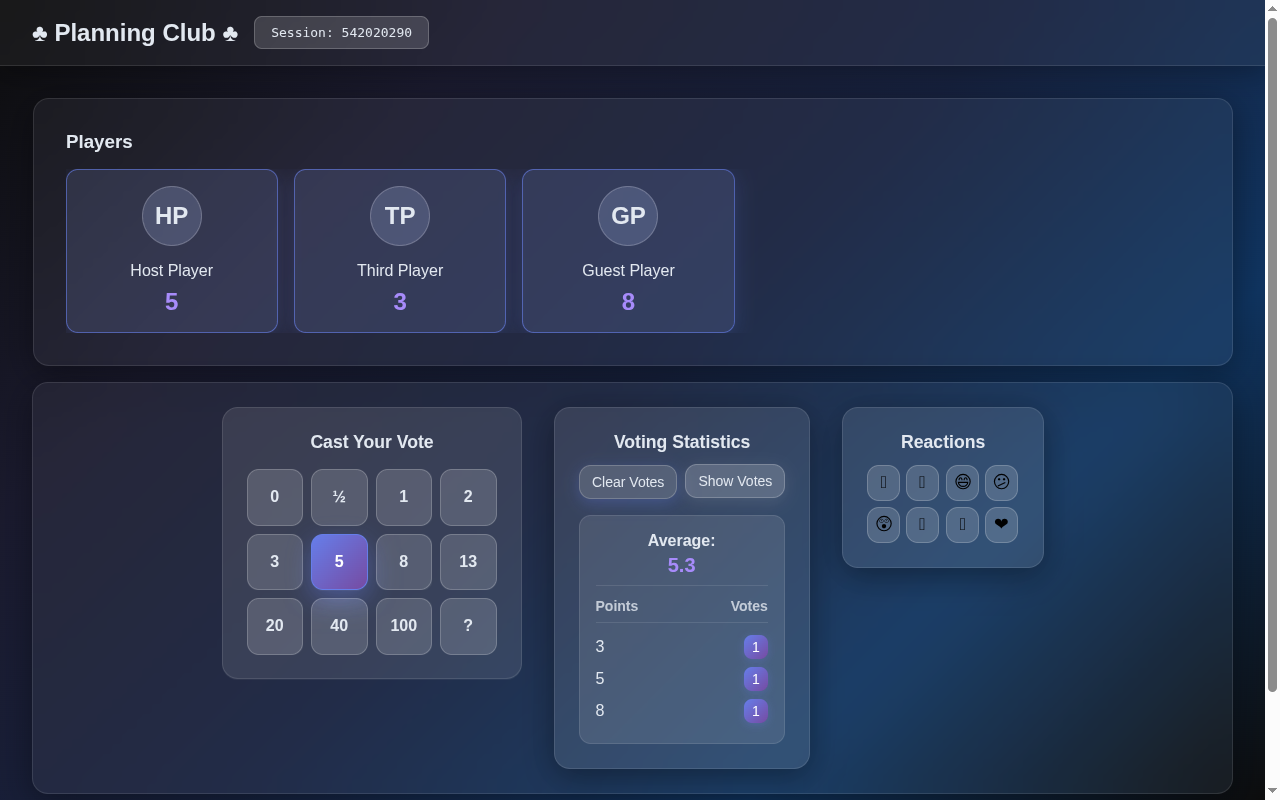 ♣ Planning Club ♣
Session: 542020290
Players
HP
TP
GP
Host Player
Third Player
Guest Player
5
3
8
Cast Your Vote
0
½
1
2
3
5
8
13
20
40
100
?
Voting Statistics
Clear Votes
Show Votes
Average:
5.3
Points
Votes
3
1
5
1
8
1
Reactions